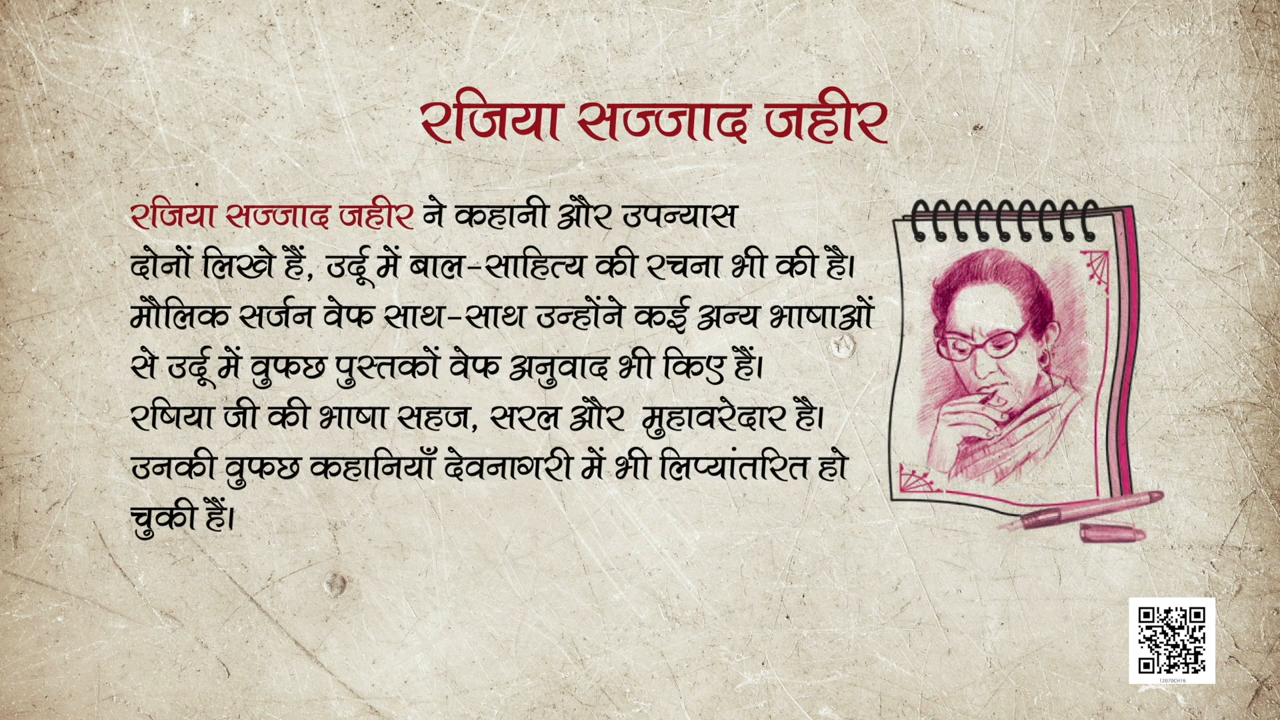 रजिया सज्जाद जहीर
रजिया सज्जाद जहीर ने कहानी और उपन्यास
दोनों लिखे हैं, उर्दू में बाल-साहित्य की रचना भी की है।
मौलिक सर्जन वेफ साथ-साथ उन्होंने कई अन्य भाषाओं
से उर्दू में वुफछ पुस्तकों वेफ अनुवाद भी किए हैं।
रषिया जी की भाषा सहज, सरल और मुहावरेदार है।
उनकी वुफछ कहानियाँ देवनागरी में भी लिप्यांतरित हो
चुकी हैं।
12070CH16